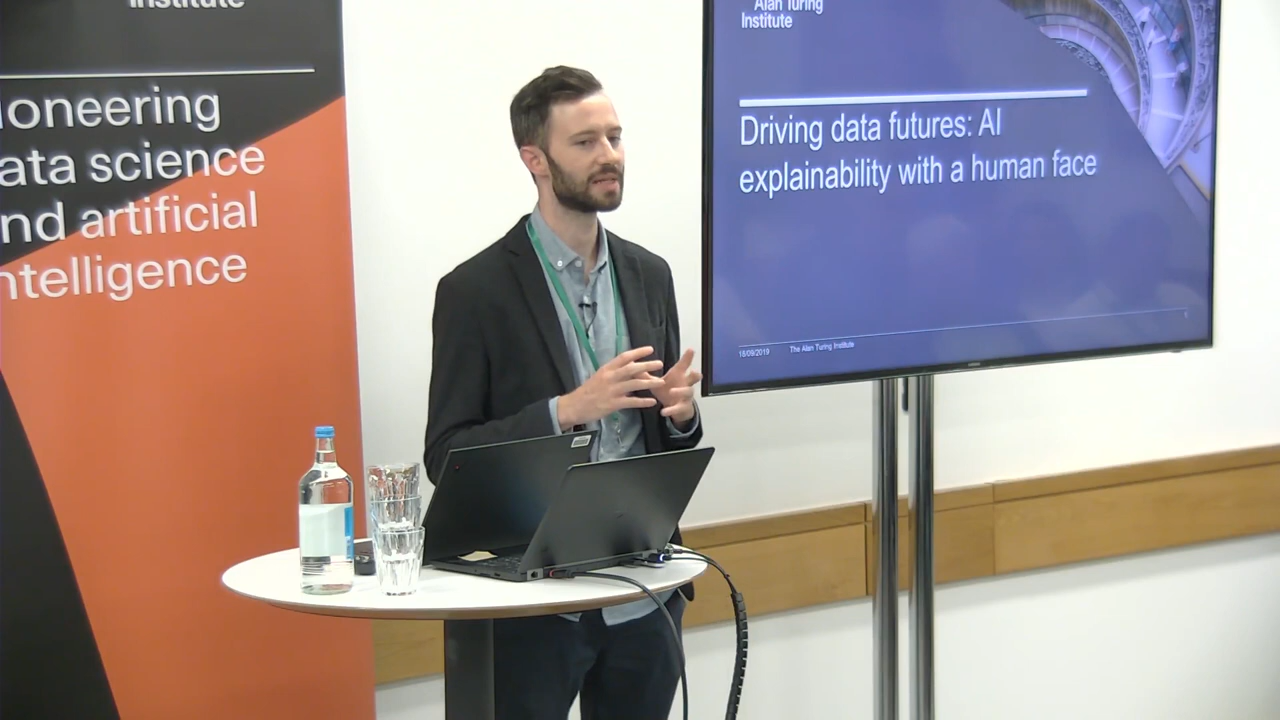 Institute
ioneering
ata science
nd artificial
ntelligence
Alan Turing
Institute
Driving data futures: AI
explainability with a human face
16/09/2019 The Alan Turing Institute